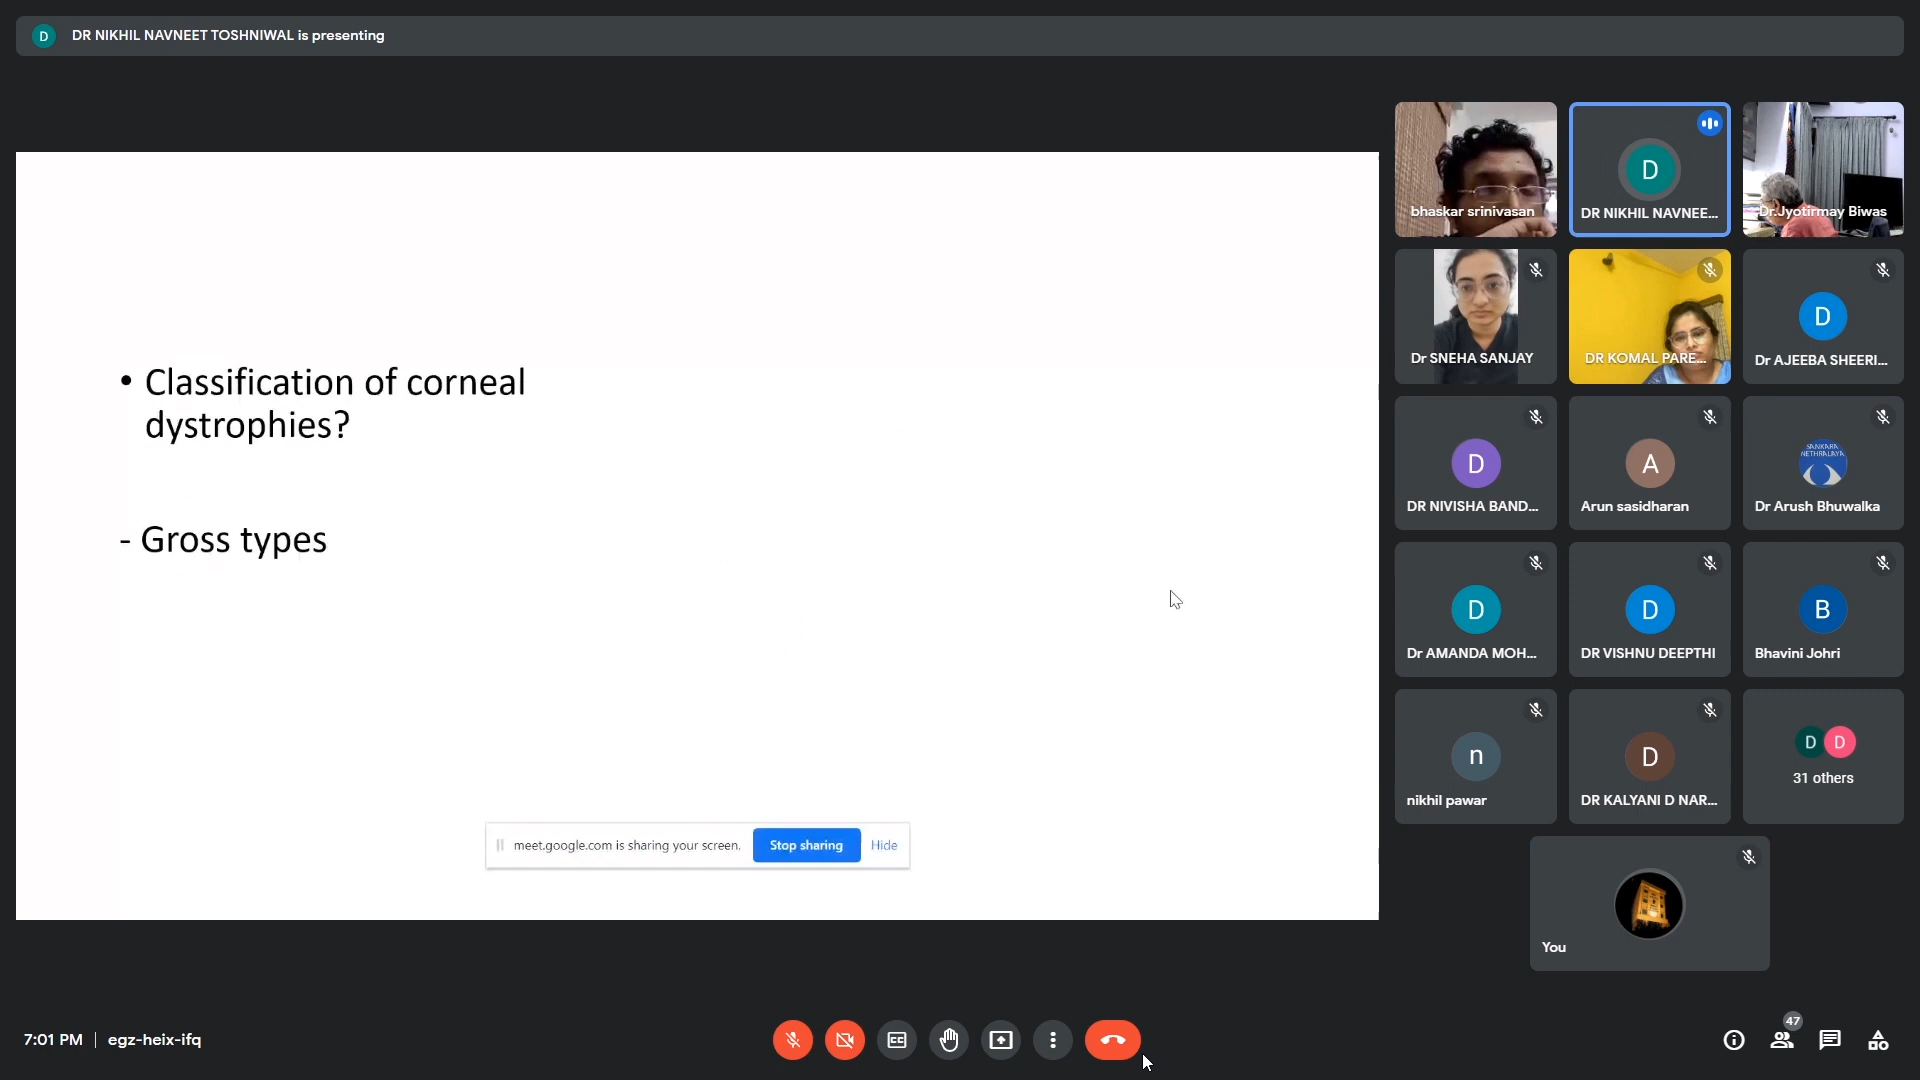 D DR NIKHIL NAVNEET TOSHNIWAL is presenting
• Classification of corneal
dystrophies?
- Gross types
meet.google.com is sharing your screen. Stop sharing Hide
bhaskar srinivasan
D
DR NIKHIL NAVNEE...
Dr.Jyotirmay Biwas
Dr SNEHA SANJAY
DR KOMAL PARE...
D
Dr AJEEBA SHEERI...
D
DR NIVISHA BAND...
A
Arun sasidharan
SANKARA
NETHRALAYA
Dr Arush Bhuwalka
D
Dr AMANDA MOH...
D
DR VISHNU DEEPTHI
B
Bhavini Johri
n
nikhil pawar
D
DR KALYANI D NAR...
D D
31 others
You
7:01 PM | egz-heix-ifq
CC
47